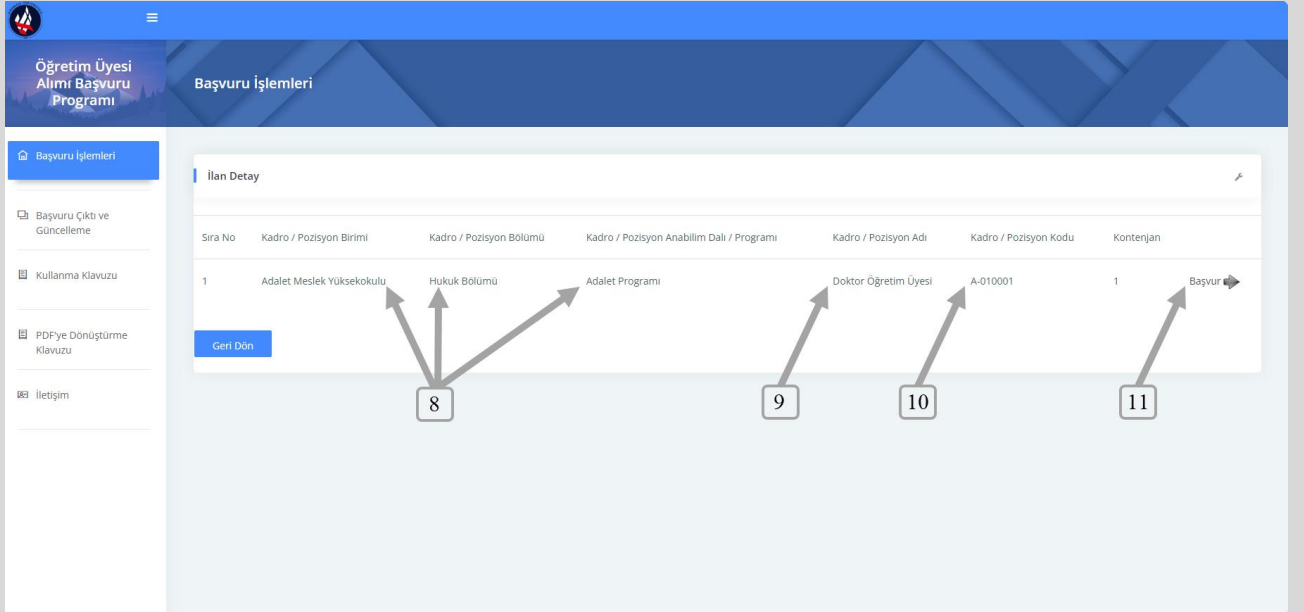 Öğretim Üyesi
Alımı Başvuru
Programı
Başvuru İşlemleri
Başvuru İşlemleri
Başvuru Çıktı ve
Güncelleme
Kullanma Klavuzu
PDF'ye Dönüştürme
Klavuzu
İletişim
İlan Detay
Sıra No Kadro / Pozisyon Birimi Kadro / Pozisyon Bölümü Kadro / Pozisyon Anabilim Dalı / Programı Kadro / Pozisyon Adı Kadro / Pozisyon Kodu Kontenjan
1 Adalet Meslek Yüksekokulu Hukuk Bölümü Adalet Programı Doktor Öğretim Üyesi A-010001 1 Başvur
Geri Dön
8 9 10 11